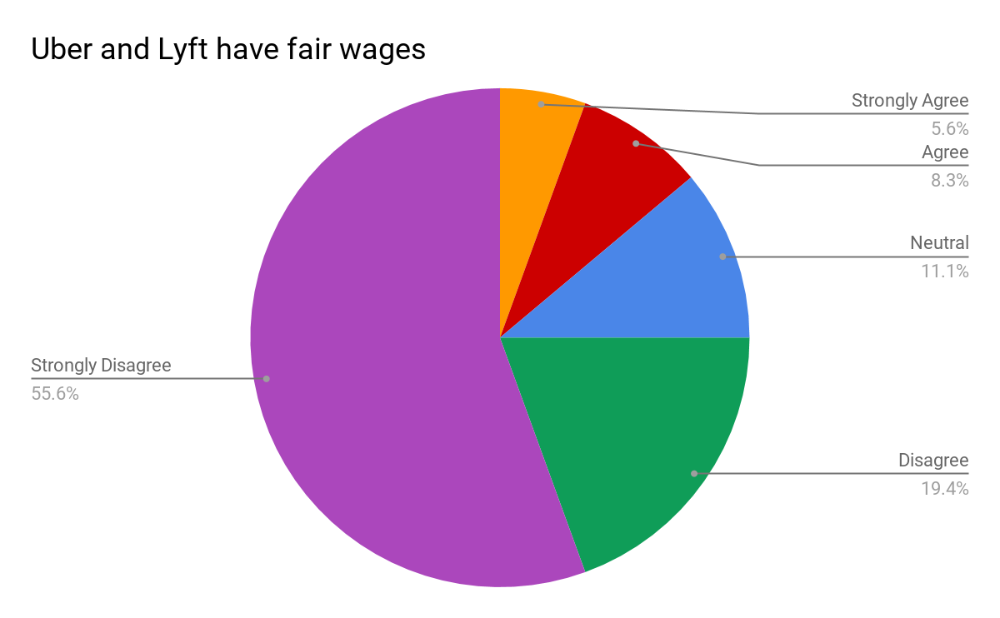 Uber and Lyft have fair wages
Strongly Agree
5.6%
Agree
8.3%
Neutral
11.1%
Strongly Disagree
55.6%
Disagree
19.4%